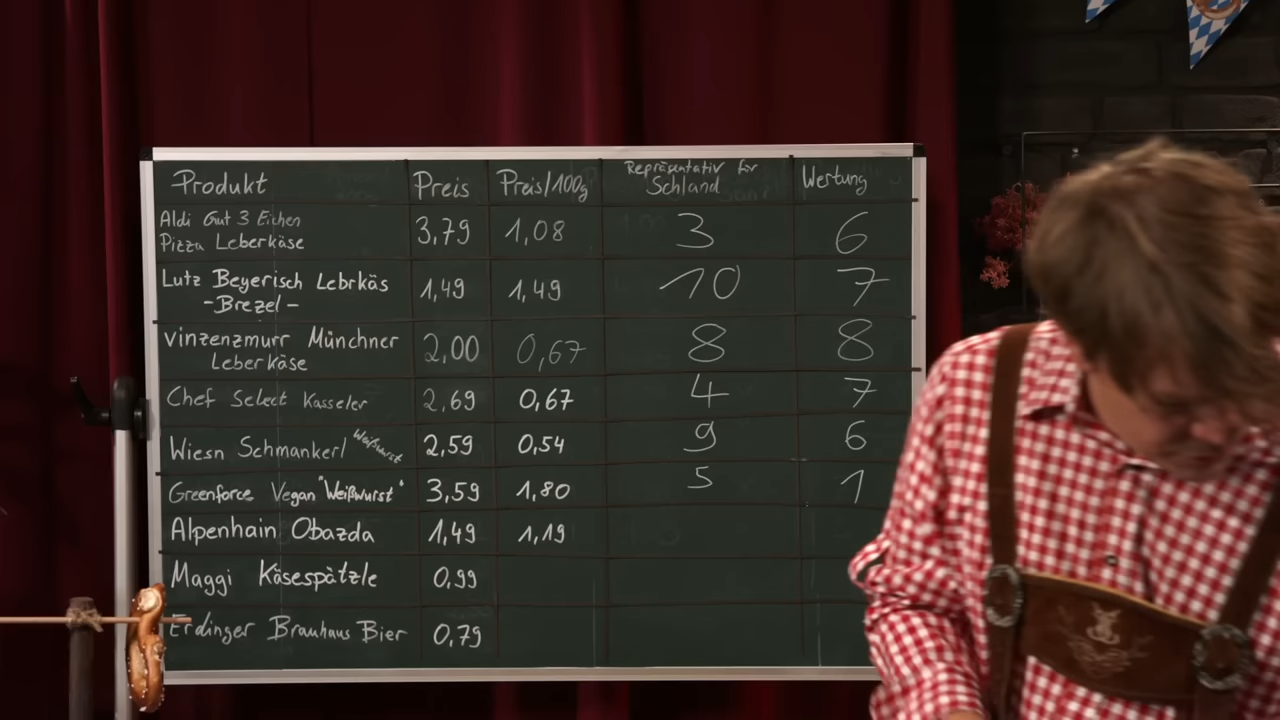 Produkt Preis Preis/100g Repräsentativ für Schland Wertung
Aldi Gut 3 Eichen
Pizza Leberkäse 3,79 1,08 3 6
Lutz Beyerisch Lebrkäs
-Brezel- 1,49 1,49 10 7
Vinzenzmurr Münchner
Leberkäse 2,00 0,67 8 8
Chef Select Kasseler 2,69 0,67 4 7
Wiesn Schmankerl Weißwurst 2,59 0,54 9 6
Greenforce Vegan "Weißwurst" 3,59 1,80 5 1
Alpenhain Obazda 1,49 1,19
Maggi Käsespätzle 0,99
Erdinger Brauhaus Bier 0,79